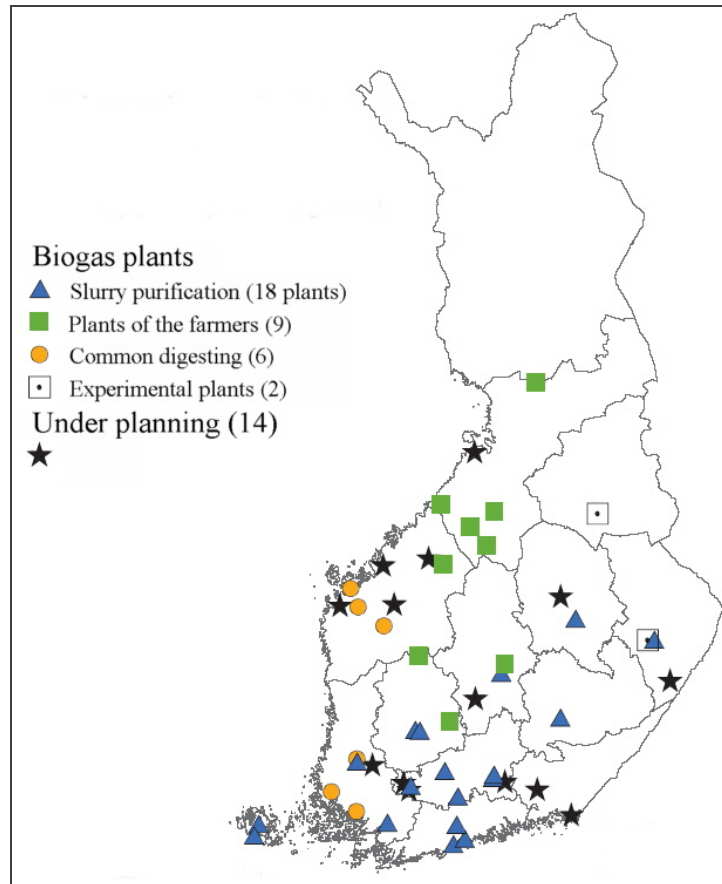 Biogas plants
Slurry purification (18 plants)
Plants of the farmers (9)
Common digesting (6)
Experimental plants (2)
Under planning (14)